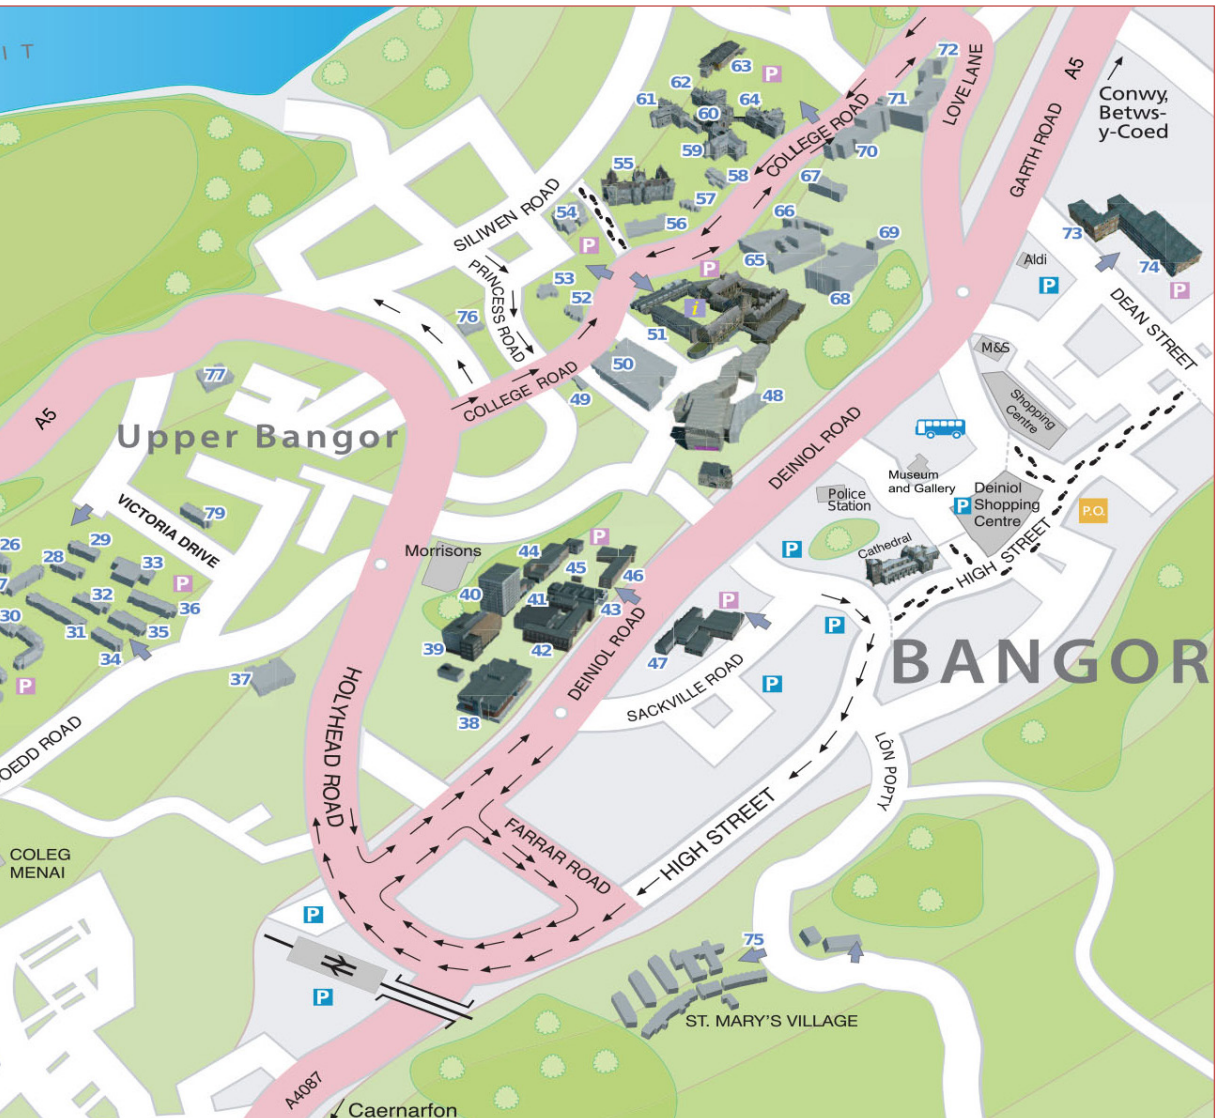 I T
72
63
P
62
A5
61
64
71
60
Conwy,
Betws-
y-Coed
COLLEGE ROAD
LOVE LANE
GARTH ROAD
59
70
55
58
67
57
SILIWEN ROAD
54
56
66
73
69
P
65
74
Aldi
P
P
P
PRINCESS ROAD
53
52
68
DEAN STREET
i
76
51
M&S
50
77
49
48
COLLEGE ROAD
Shopping
Centre
A5
Upper Bangor
DEINIOL ROAD
Museum
and Gallery
Deiniol
Shopping
Centre
P
Police
Station
P.O.
VICTORIA DRIVE
79
26
28
29
33
P
Morrisons
44
P
45
46
P
Cathedral
HIGH STREET
7
32
36
40
41
43
30
31
35
34
39
42
P
P
47
BANGOR
37
P
38
DEINIOL ROAD
SACKVILLE ROAD
P
HOLYHEAD ROAD
OEDD ROAD
LÒN POPTY
HIGH STREET
FARRAR ROAD
COLEG
MENAI
P
75
P
ST. MARY'S VILLAGE
A4087
Caernarfon